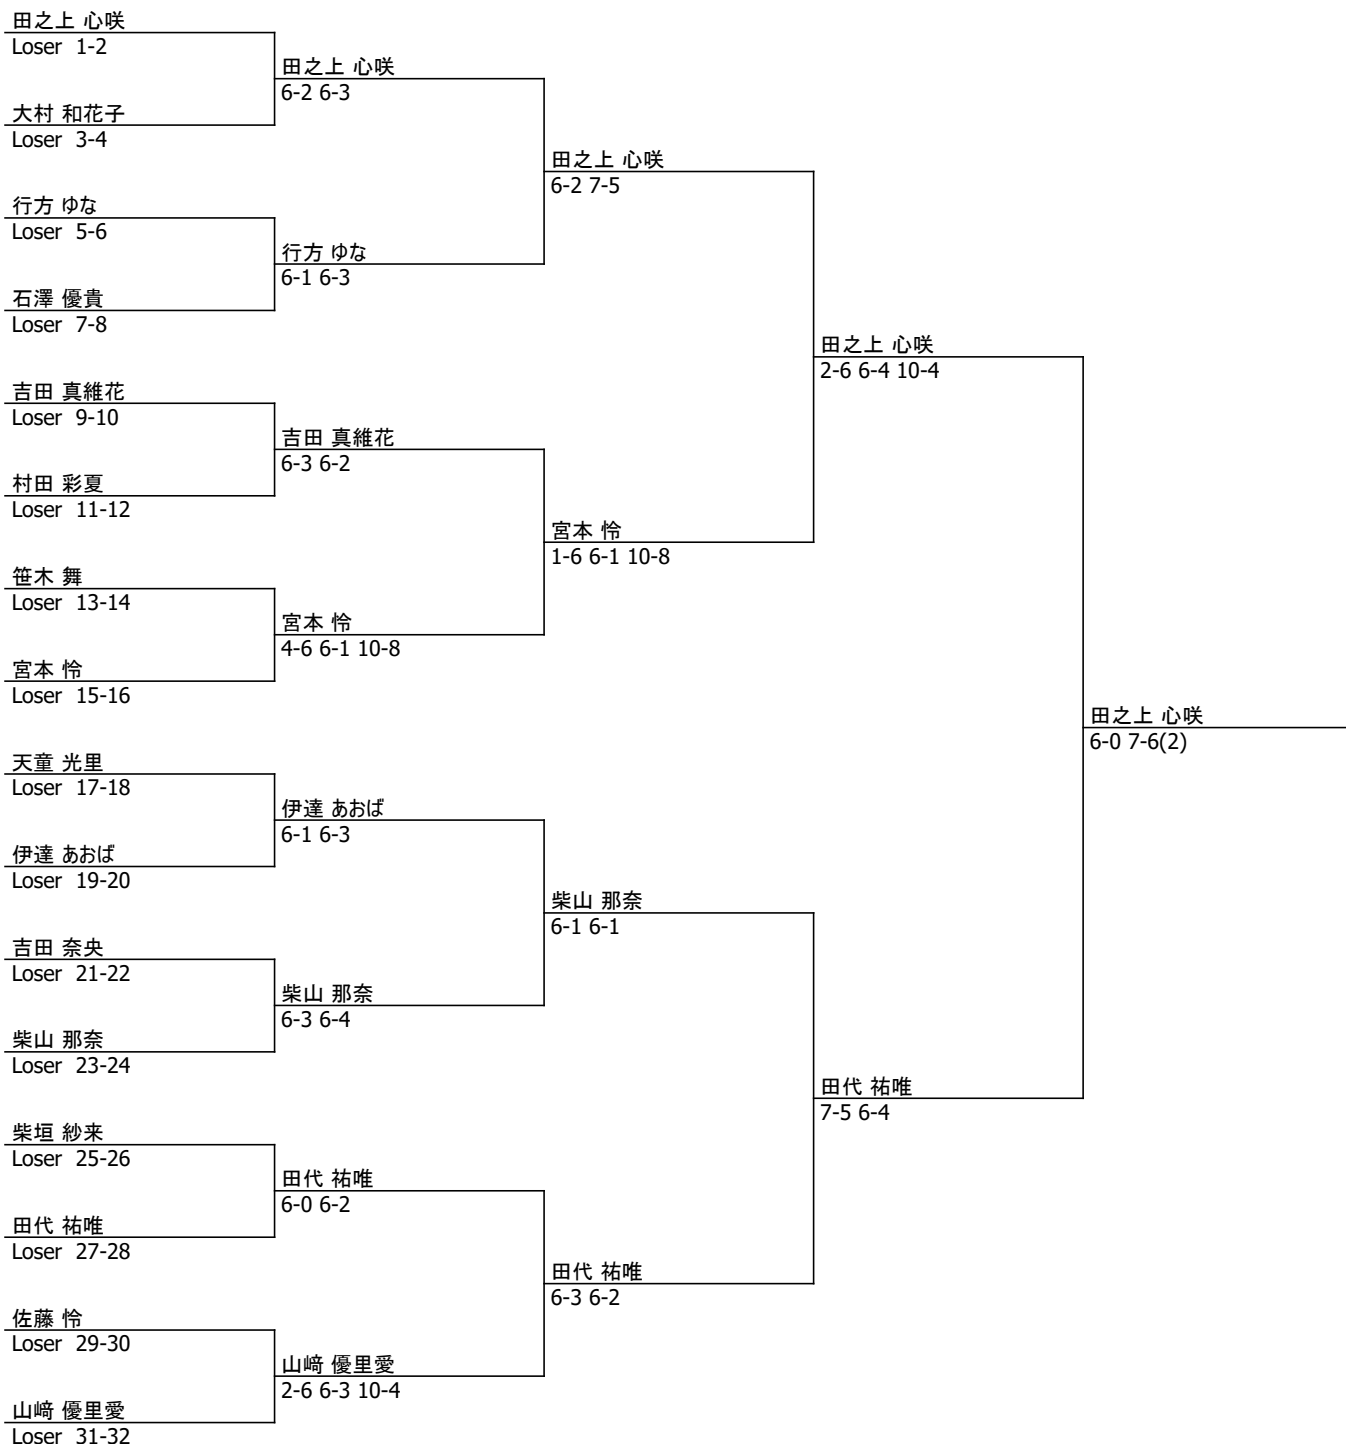 田之上 心咲
Loser 1-2
大村 和花子
Loser 3-4
行方 ゆな
Loser 5-6
石澤 優貴
Loser 7-8
吉田 真維花
Loser 9-10
村田 彩夏
Loser 11-12
笹木 舞
Loser 13-14
宮本 怜
Loser 15-16
天童 光里
Loser 17-18
伊達 あおば
Loser 19-20
吉田 奈央
Loser 21-22
柴山 那奈
Loser 23-24
柴垣 紗来
Loser 25-26
田代 祐唯
Loser 27-28
佐藤 怜
Loser 29-30
山﨑 優里愛
Loser 31-32
田之上 心咲
6-2 6-3
行方 ゆな
6-1 6-3
吉田 真維花
6-3 6-2
宮本 怜
4-6 6-1 10-8
伊達 あおば
6-1 6-3
柴山 那奈
6-3 6-4
田代 祐唯
6-0 6-2
山﨑 優里愛
2-6 6-3 10-4
田之上 心咲
6-2 7-5
宮本 怜
1-6 6-1 10-8
柴山 那奈
6-1 6-1
田代 祐唯
6-3 6-2
田之上 心咲
2-6 6-4 10-4
田代 祐唯
7-5 6-4
田之上 心咲
6-0 7-6(2)